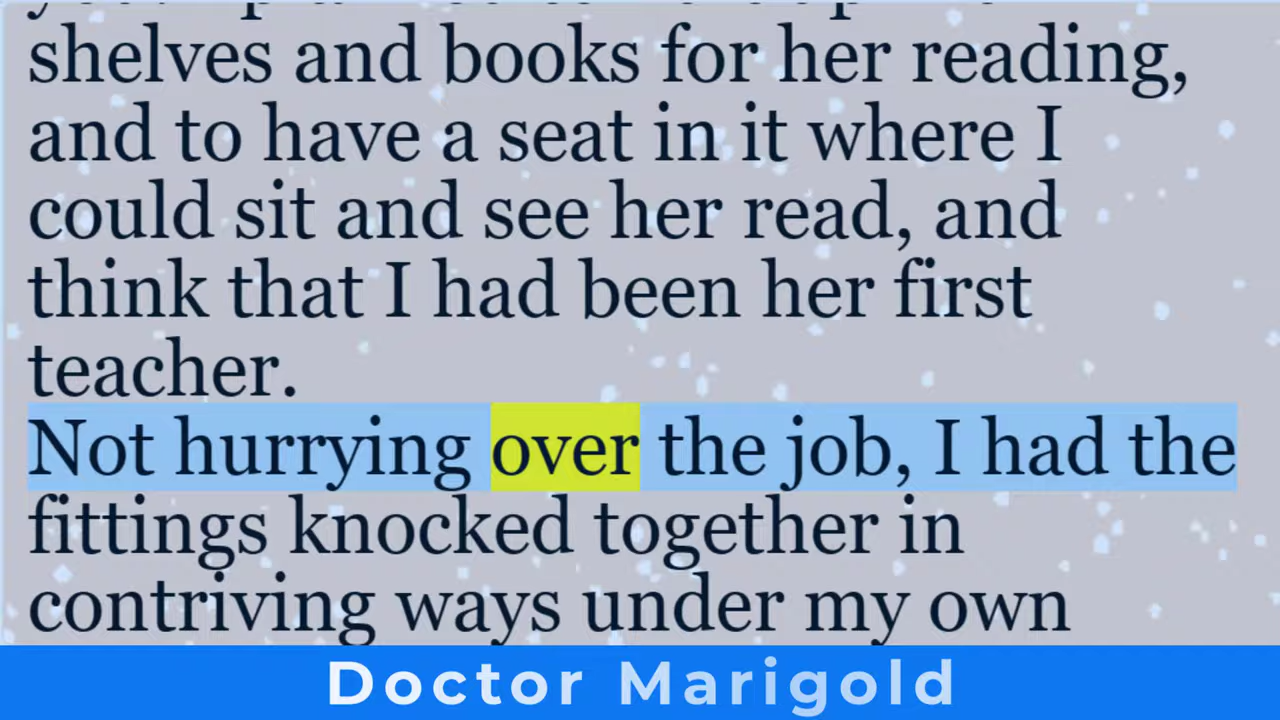 shelves and books for her reading,
and to have a seat in it where I
could sit and see her read, and
think that I had been her first
teacher.
Not hurrying over the job, I had the
fittings knocked together in
contriving ways under my own
Doctor Marigold